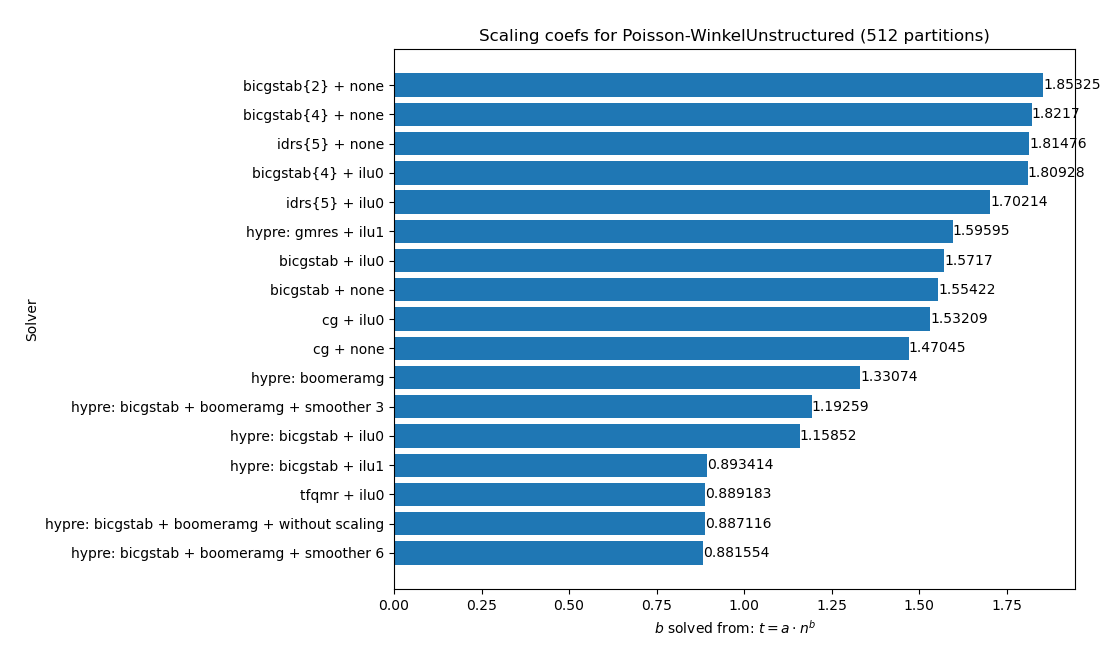 Scaling coefs for Poisson-WinkelUnstructured (512 partitions)
Solver
bicgstab{2} + none 1.85325
bicgstab{4} + none 1.8217
idrs{5} + none 1.81476
bicgstab{4} + ilu0 1.80928
idrs{5} + ilu0 1.70214
hypre: gmres + ilu1 1.59595
bicgstab + ilu0 1.5717
bicgstab + none 1.55422
cg + ilu0 1.53209
cg + none 1.47045
hypre: boomeramg 1.33074
hypre: bicgstab + boomeramg + smoother 3 1.19259
hypre: bicgstab + ilu0 1.15852
hypre: bicgstab + ilu1 0.893414
tfqmr + ilu0 0.889183
hypre: bicgstab + boomeramg + without scaling 0.887116
hypre: bicgstab + boomeramg + smoother 6 0.881554
0.00 0.25 0.50 0.75 1.00 1.25 1.50 1.75
b solved from: t = a · n^b